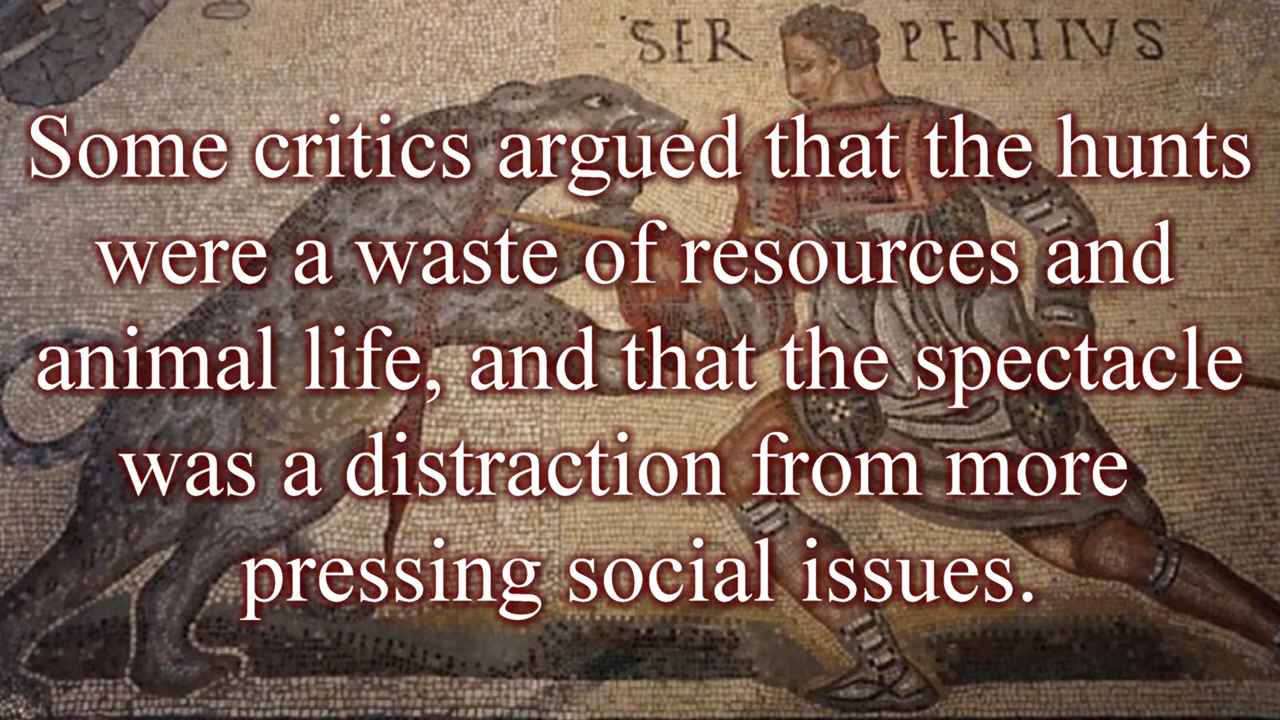 SER PENIIVS
Some critics argued that the hunts
were a waste of resources and
animal life, and that the spectacle
was a distraction from more
pressing social issues.